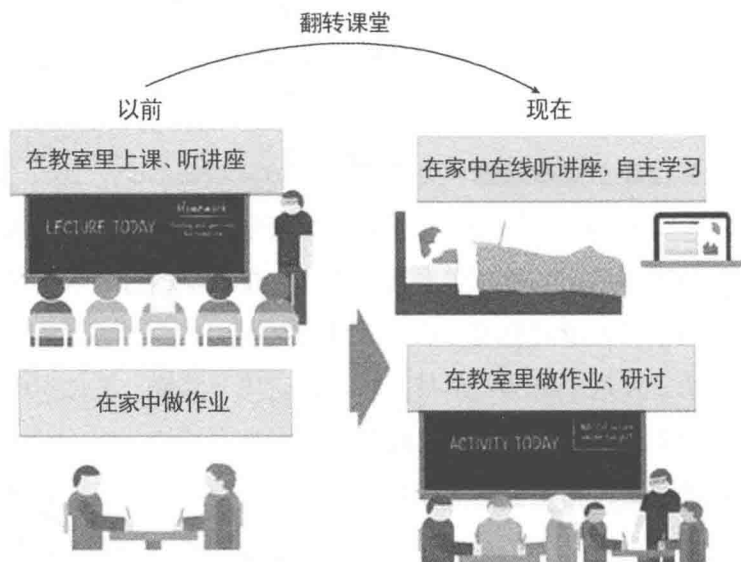 翻转课堂
以前
现在
在教室里上课、听讲座
在家中在线听讲座，自主学习
LECTURE TODAY
Homework
在家中做作业
在教室里做作业、研讨
ACTIVITY TODAY